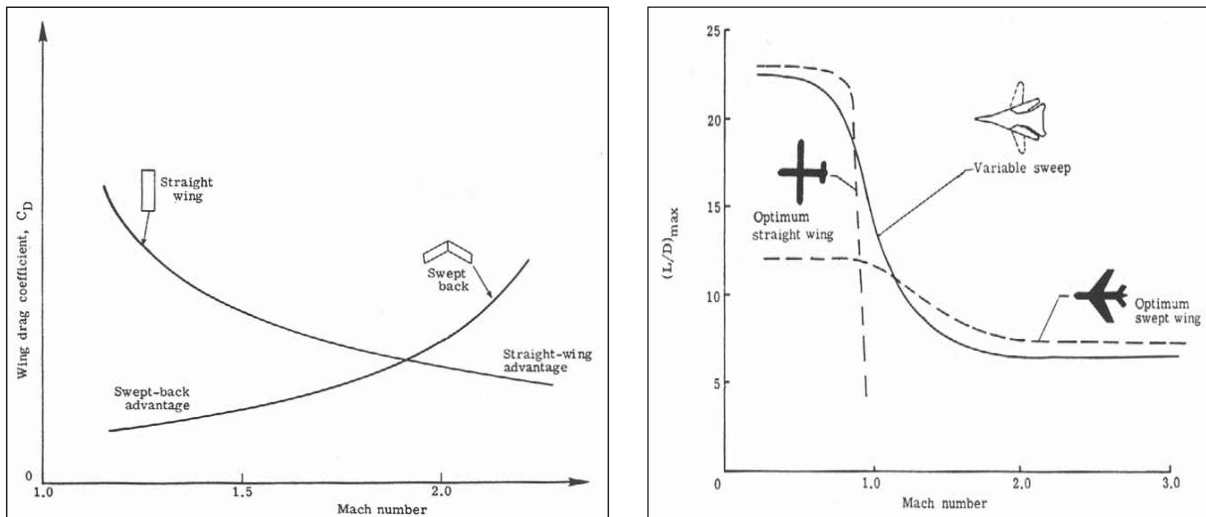 Wing drag coefficient, C_D
Straight
wing
Swept
back
Straight-wing
advantage
Swept-back
advantage
0
1.0
1.5
2.0
Mach number
25
20
15
10
5
(L/D)max
Variable sweep
Optimum
straight wing
Optimum
swept wing
0
1.0
2.0
3.0
Mach number